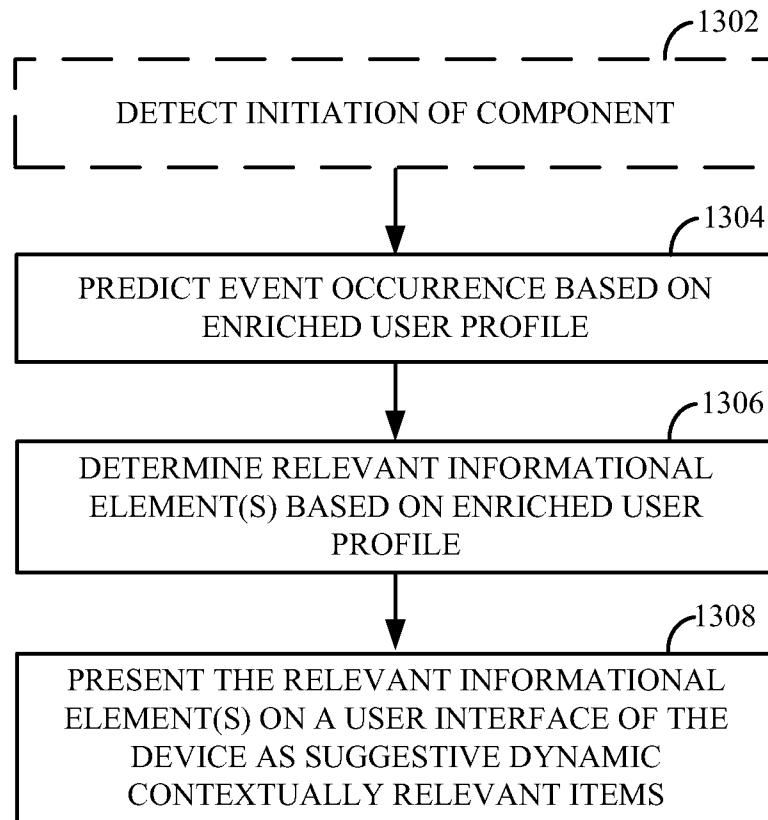 1302
DETECT INITIATION OF COMPONENT
1304
PREDICT EVENT OCCURRENCE BASED ON
ENRICHED USER PROFILE
1306
DETERMINE RELEVANT INFORMATIONAL
ELEMENT(S) BASED ON ENRICHED USER
PROFILE
1308
PRESENT THE RELEVANT INFORMATIONAL
ELEMENT(S) ON A USER INTERFACE OF THE
DEVICE AS SUGGESTIVE DYNAMIC
CONTEXTUALLY RELEVANT ITEMS